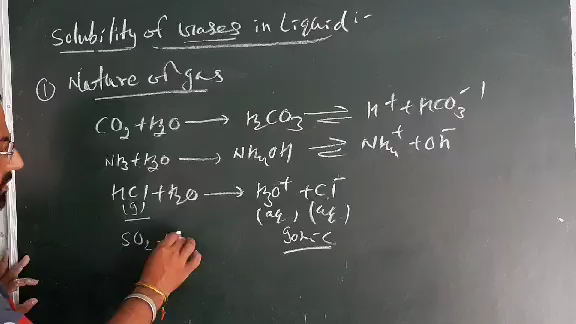 Solubility of Gases in Liquid:-
① Nature of gas
CO₂ + H₂O → H₂CO₃ ⇌ H⁺ + HCO₃⁻
NH₃ + H₂O → NH₄OH ⇌ NH₄⁺ + OH⁻
HCl + H₂O → H₃O⁺ + Cl⁻
(g) (aq) (aq)
SO₂ Ionic